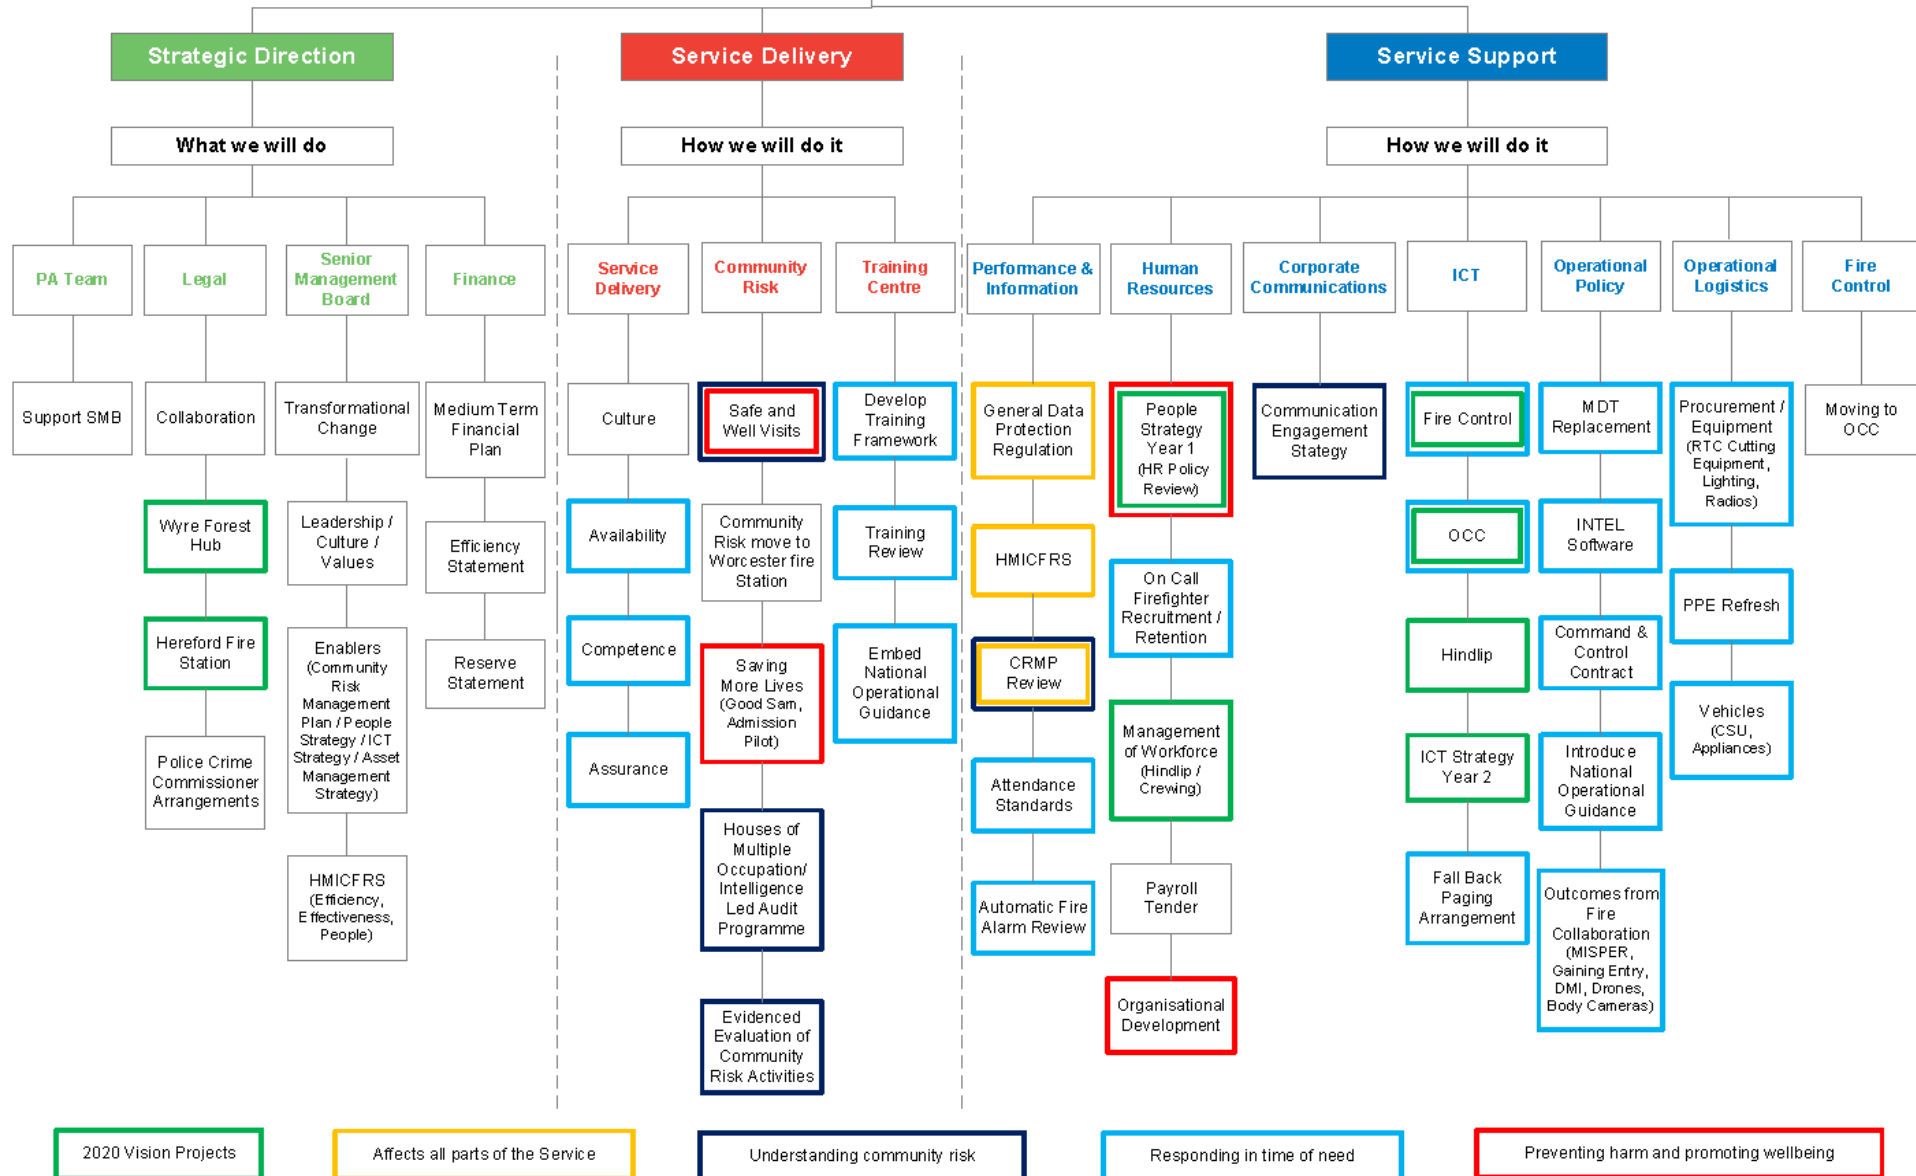 Strategic Direction
Service Delivery
Service Support
What we will do
How we will do it
How we will do it
PA Team
Legal
Senior
Management
Board
Finance
Service
Delivery
Community
Risk
Training
Centre
Performance &
Information
Human
Resources
Corporate
Communications
ICT
Operational
Policy
Operational
Logistics
Fire
Control
Support SMB
Collaboration
Wyre Forest
Hub
Hereford Fire
Station
Police Crime
Commissioner
Arrangements
Transformational
Change
Leadership /
Culture /
Values
Enablers
(Community
Risk
Management
Plan / People
Strategy / ICT
Strategy / Asset
Management
Strategy)
HMICFRS
(Efficiency,
Effectiveness,
People)
Medium Term
Financial
Plan
Efficiency
Statement
Reserve
Statement
Culture
Availability
Competence
Assurance
Safe and
Well Visits
Community
Risk move to
Worcester fire
Station
Saving
More Lives
(Good Sam,
Admission
Pilot)
Houses of
Multiple
Occupation/
Intelligence
Led Audit
Programme
Evidenced
Evaluation of
Community
Risk Activities
Develop
Training
Framework
Training
Review
Embed
National
Operational
Guidance
General Data
Protection
Regulation
HMICFRS
CRMP
Review
Attendance
Standards
Automatic Fire
Alarm Review
People
Strategy
Year 1
(HR Policy
Review)
On Call
Firefighter
Recruitment /
Retention
Management
of Workforce
(Hindlip /
Crewing)
Payroll
Tender
Organisational
Development
Communication
Engagement
Stategy
Fire Control
OCC
Hindlip
ICT Strategy
Year 2
Fall Back
Paging
Arrangement
MDT
Replacement
INTEL
Software
Command &
Control
Contract
Introduce
National
Operational
Guidance
Outcomes from
Fire
Collaboration
(MISPER,
Gaining Entry,
DMI, Drones,
Body Cameras)
Procurement /
Equipment
(RTC Cutting
Equipment,
Lighting,
Radios)
PPE Refresh
Vehicles
(CSU,
Appliances)
Moving to
OCC
2020 Vision Projects
Affects all parts of the Service
Understanding community risk
Responding in time of need
Preventing harm and promoting wellbeing